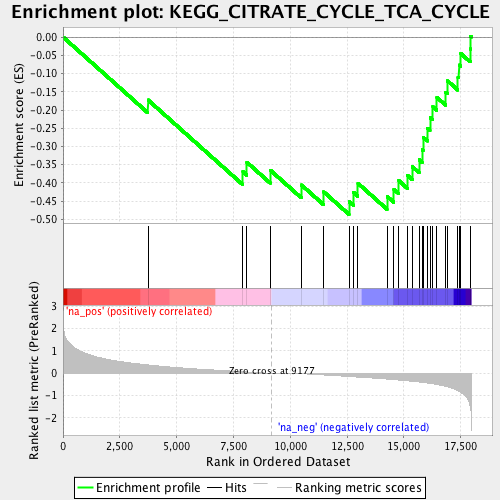 Enrichment plot: KEGG_CITRATE_CYCLE_TCA_CYCLE
Enrichment score (ES)
0.00
-0.05
-0.10
-0.15
-0.20
-0.25
-0.30
-0.35
-0.40
-0.45
-0.50
'na_pos' (positively correlated)
Ranked list metric (PreRanked)
3
2
1
0
-1
-2
Zero cross at 9177
'na_neg' (negatively correlated)
0 2,500 5,000 7,500 10,000 12,500 15,000 17,500
Rank in Ordered Dataset
Enrichment profile Hits Ranking metric scores